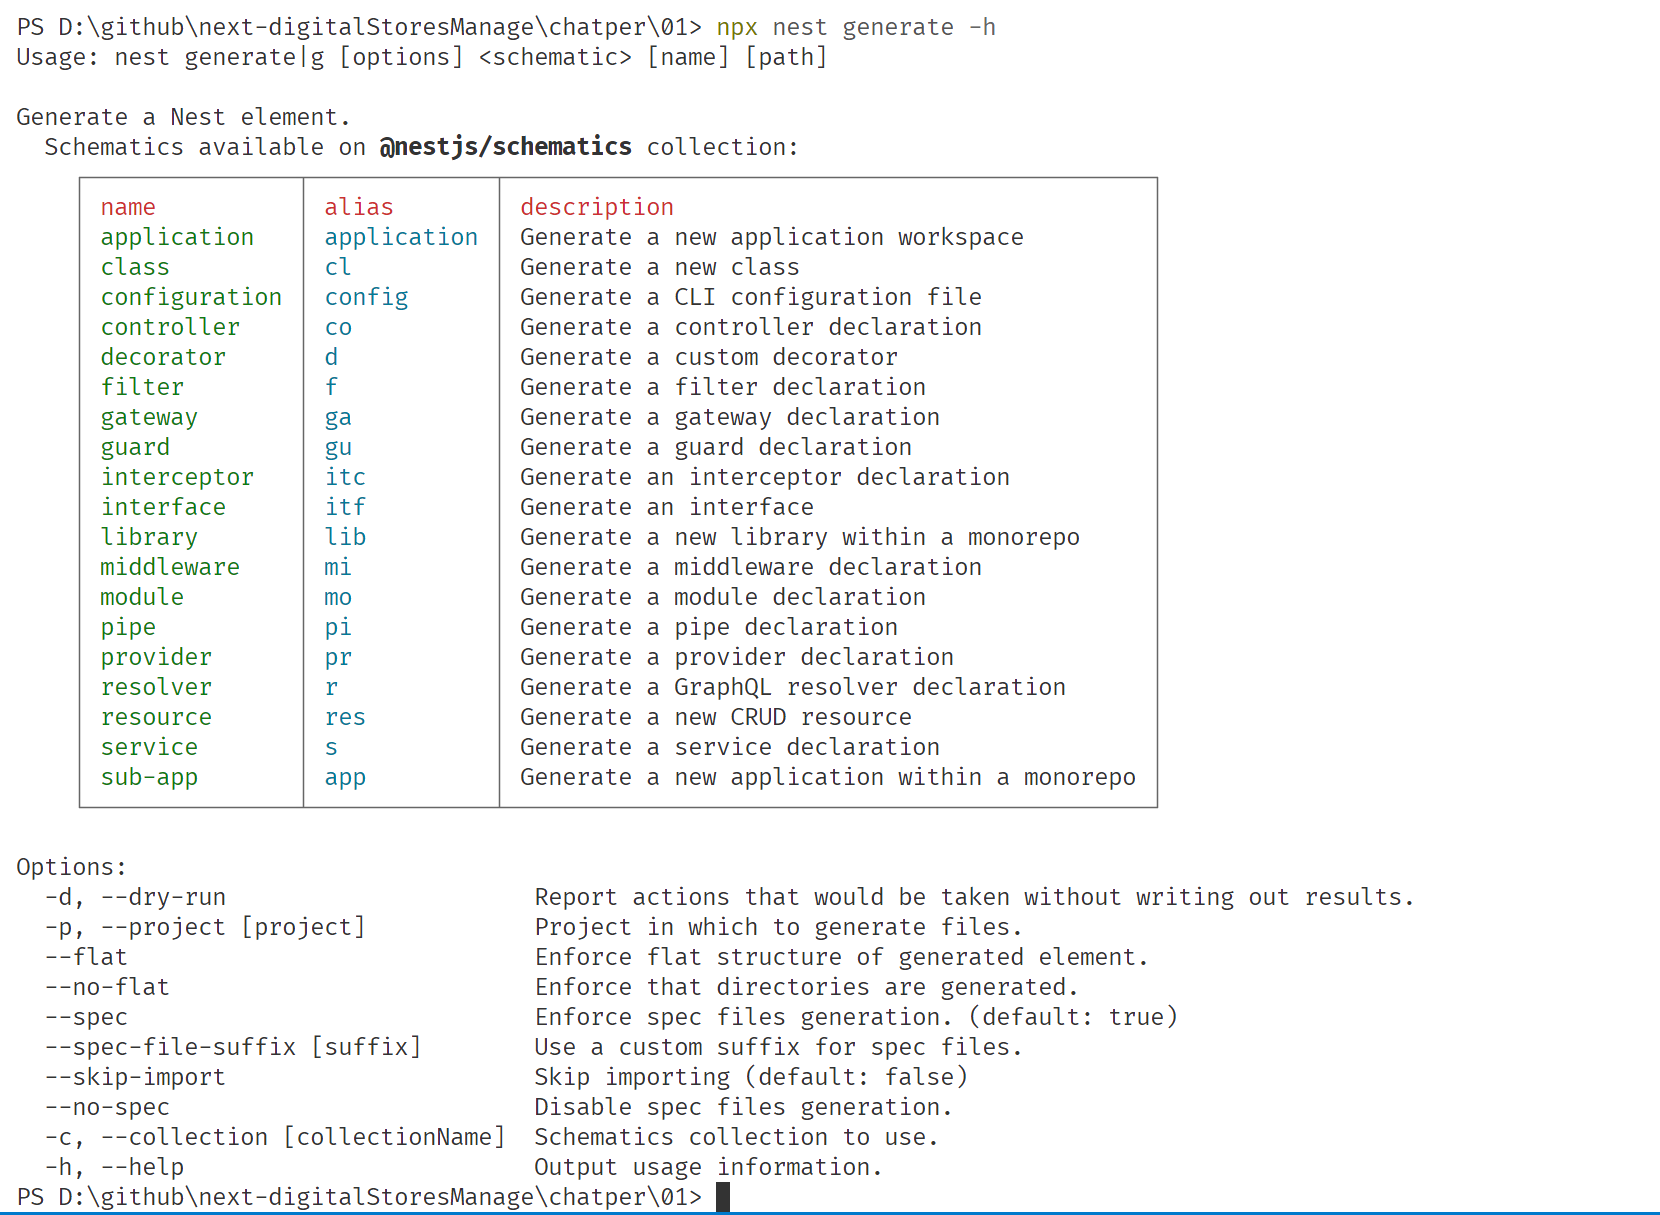 PS D:\github\next-digitalStoresManage\chatper\01> npx nest generate -h
Usage: nest generate|g [options] <schematic> [name] [path]
Generate a Nest element.
Schematics available on @nestjs/schematics collection:
name alias description
application application Generate a new application workspace
class cl Generate a new class
configuration config Generate a CLI configuration file
controller co Generate a controller declaration
decorator d Generate a custom decorator
filter f Generate a filter declaration
gateway ga Generate a gateway declaration
guard gu Generate a guard declaration
interceptor itc Generate an interceptor declaration
interface itf Generate an interface
library lib Generate a new library within a monorepo
middleware mi Generate a middleware declaration
module mo Generate a module declaration
pipe pi Generate a pipe declaration
provider pr Generate a provider declaration
resolver r Generate a GraphQL resolver declaration
resource res Generate a new CRUD resource
service s Generate a service declaration
sub-app app Generate a new application within a monorepo
Options:
-d, --dry-run Report actions that would be taken without writing out results.
-p, --project [project] Project in which to generate files.
--flat Enforce flat structure of generated element.
--no-flat Enforce that directories are generated.
--spec Enforce spec files generation. (default: true)
--spec-file-suffix [suffix] Use a custom suffix for spec files.
--skip-import Skip importing (default: false)
--no-spec Disable spec files generation.
-c, --collection [collectionName] Schematics collection to use.
-h, --help Output usage information.
PS D:\github\next-digitalStoresManage\chatper\01>